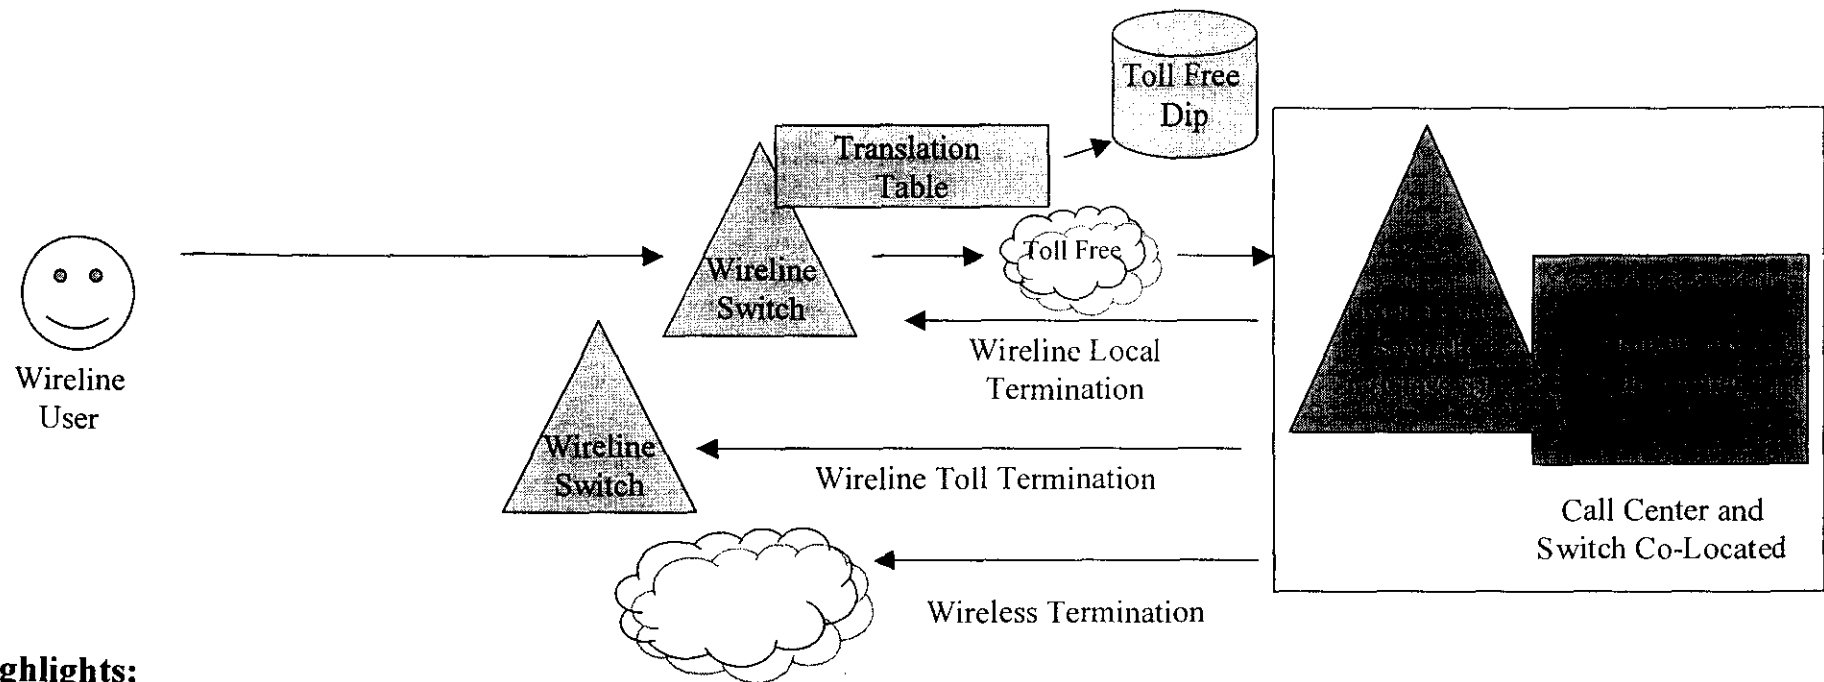 Toll Free
Dip
Translation
Table
Toll Free
Wireline
Switch
Wireline
User
Wireline Local
Termination
Wireline
Switch
Wireline Toll Termination
Call Center and
Switch Co-Located
Wireless Termination
ghlights: